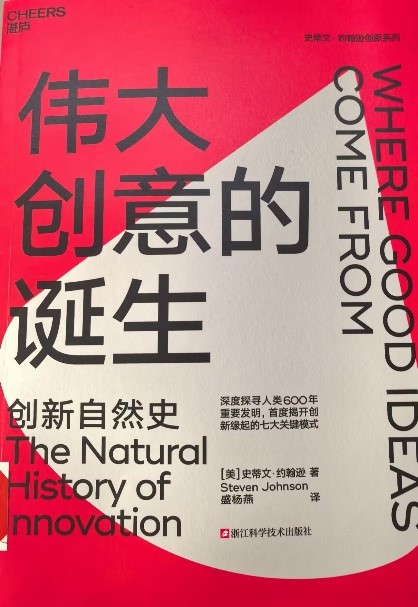 CHEERS
湛庐
史蒂文·约翰逊创新系列
伟大
创意的
诞生
WHERE GOOD IDEAS
COME FROM
创新自然史
The Natural
History of
nnovation
深度探寻人类600年
重要发明，首度揭开创
新缘起的七大关键模式
[美]史蒂文·约翰逊 著
Steven Johnson
盛杨燕 译
浙江科学技术出版社